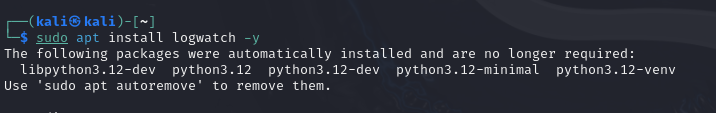 ┌──(kali㉿kali)-[~]
└─$ sudo apt install logwatch -y
The following packages were automatically installed and are no longer required:
  libpython3.12-dev  python3.12  python3.12-dev  python3.12-minimal  python3.12-venv
Use 'sudo apt autoremove' to remove them.